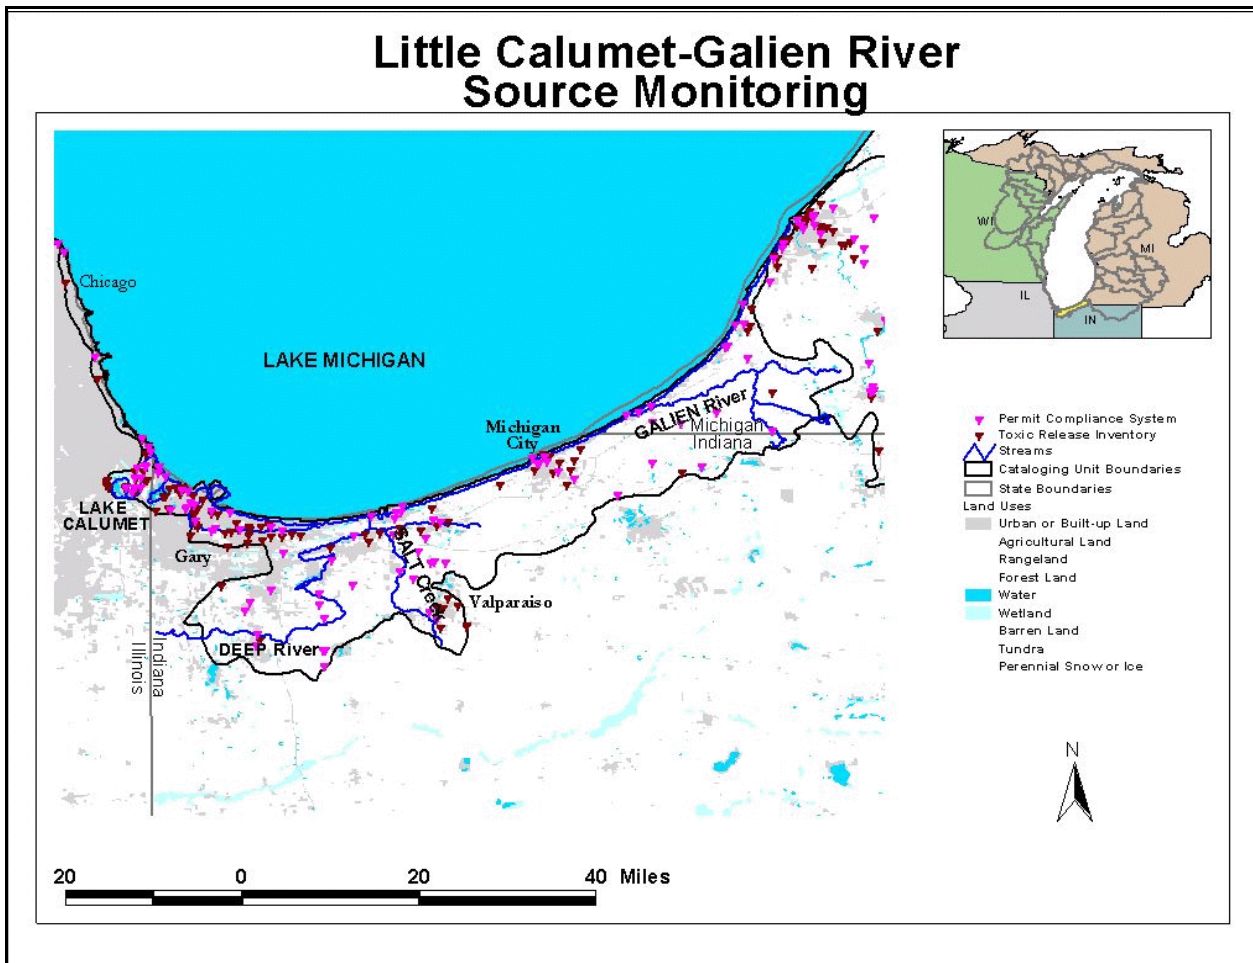 Little Calumet-Galien River
Source Monitoring
Chicago
LAKE MICHIGAN
Michigan
City
GALIEN River
Michigan
Indiana
LAKE
CALUMET
Gary
SALT Creek
Valparaiso
DEEP River
Indiana
Illinois
WI
MI
IL
IN
Permit Compliance System
Toxic Release Inventory
Streams
Cataloging Unit Boundaries
State Boundaries
Land Uses
Urban or Built-up Land
Agricultural Land
Rangeland
Forest Land
Water
Wetland
Barren Land
Tundra
Perennial Snow or Ice
N
20 0 20 40 Miles